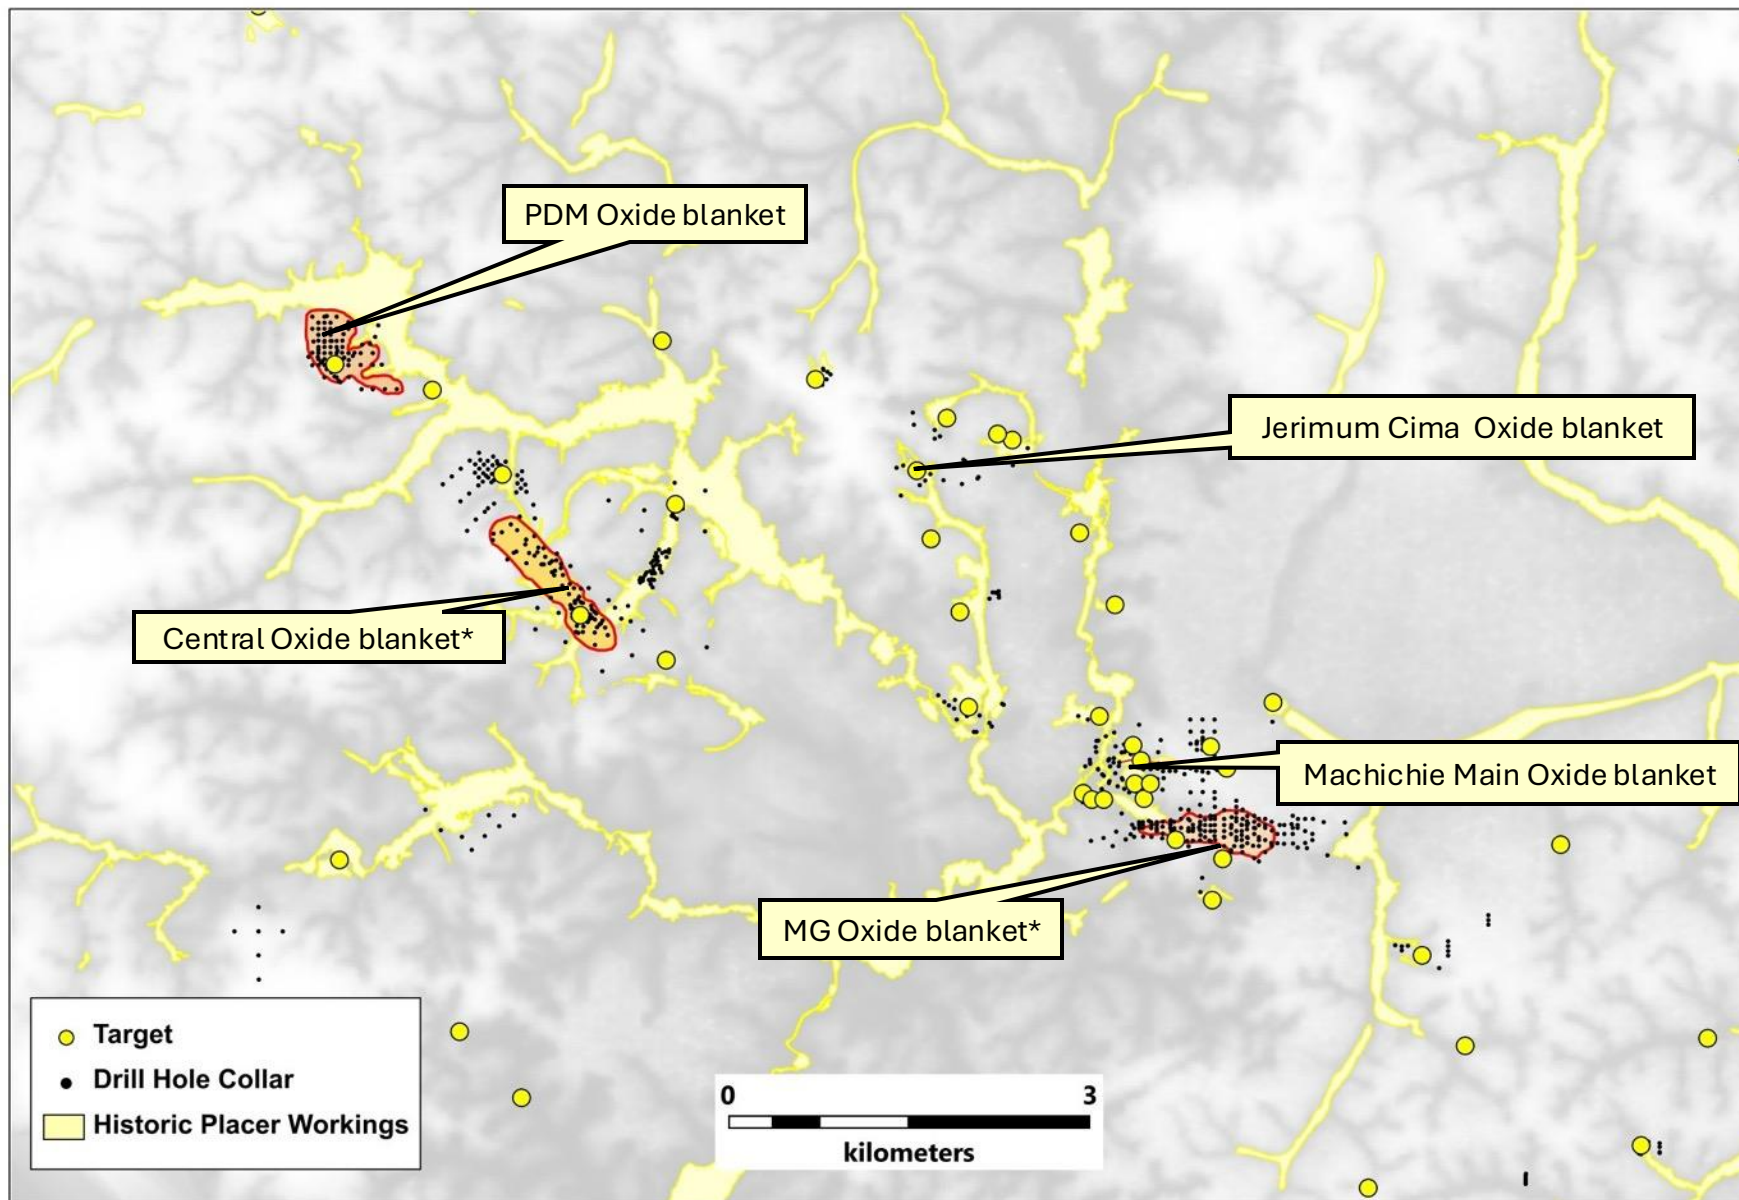 PDM Oxide blanket
Jerimum Cima Oxide blanket
Central Oxide blanket*
Machichie Main Oxide blanket
MG Oxide blanket*
Target
Drill Hole Collar
Historic Placer Workings
0 3
kilometers